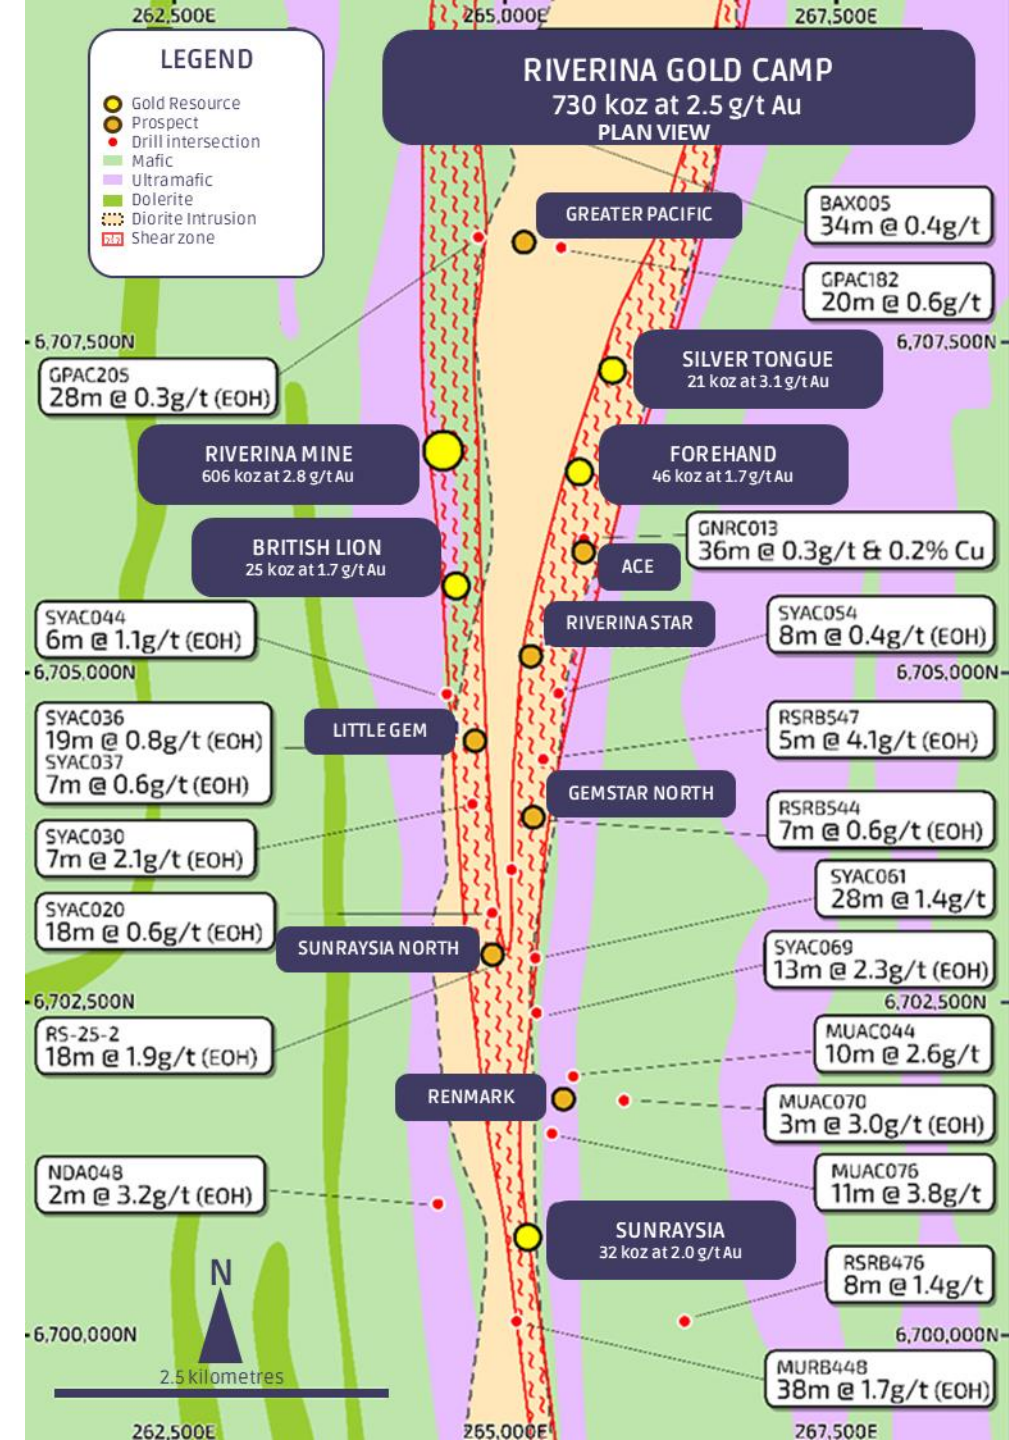 262,500E
265,000E
267,500E
LEGEND
Gold Resource
Prospect
Drill intersection
Mafic
Ultramafic
Dolerite
Diorite Intrusion
Shear zone
RIVERINA GOLD CAMP
730 koz at 2.5 g/t Au
PLAN VIEW
GREATER PACIFIC
BAX005
34m @ 0.4g/t
GPAC182
20m @ 0.6g/t
6,707,500N
6,707,500N
GPAC205
28m @ 0.3g/t (EOH)
SILVER TONGUE
21 koz at 3.1 g/t Au
RIVERINA MINE
606 koz at 2.8 g/t Au
FOREHAND
46 koz at 1.7 g/t Au
BRITISH LION
25 koz at 1.7 g/t Au
GNRC013
36m @ 0.3g/t & 0.2% Cu
ACE
SYAC044
6m @ 1.1g/t (EOH)
RIVERINA STAR
SYAC054
8m @ 0.4g/t (EOH)
6,705,000N
6,705,000N
SYAC036
19m @ 0.8g/t (EOH)
SYAC037
7m @ 0.6g/t (EOH)
LITTLE GEM
RSRB547
5m @ 4.1g/t (EOH)
GEMSTAR NORTH
RSRB544
7m @ 0.6g/t (EOH)
SYAC030
7m @ 2.1g/t (EOH)
SYAC061
28m @ 1.4g/t
SYAC020
18m @ 0.6g/t (EOH)
SUNRAYSIA NORTH
SYAC069
13m @ 2.3g/t (EOH)
6,702,500N
6,702,500N
RS-25-2
18m @ 1.9g/t (EOH)
MUAC044
10m @ 2.6g/t
RENMARK
MUAC070
3m @ 3.0g/t (EOH)
NDA048
2m @ 3.2g/t (EOH)
MUAC076
11m @ 3.8g/t
SUNRAYSIA
32 koz at 2.0 g/t Au
RSRB476
8m @ 1.4g/t
N
6,700,000N
6,700,000N
2.5 kilometres
MURB448
38m @ 1.7g/t (EOH)
262,500E
265,000E
267,500E